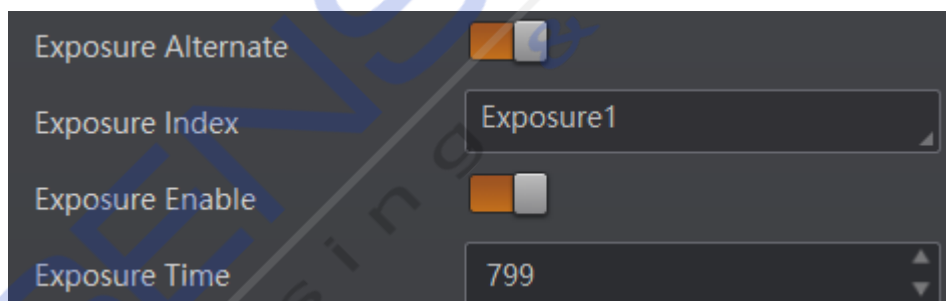 Exposure Alternate
Exposure Index Exposure1
Exposure Enable
Exposure Time 799